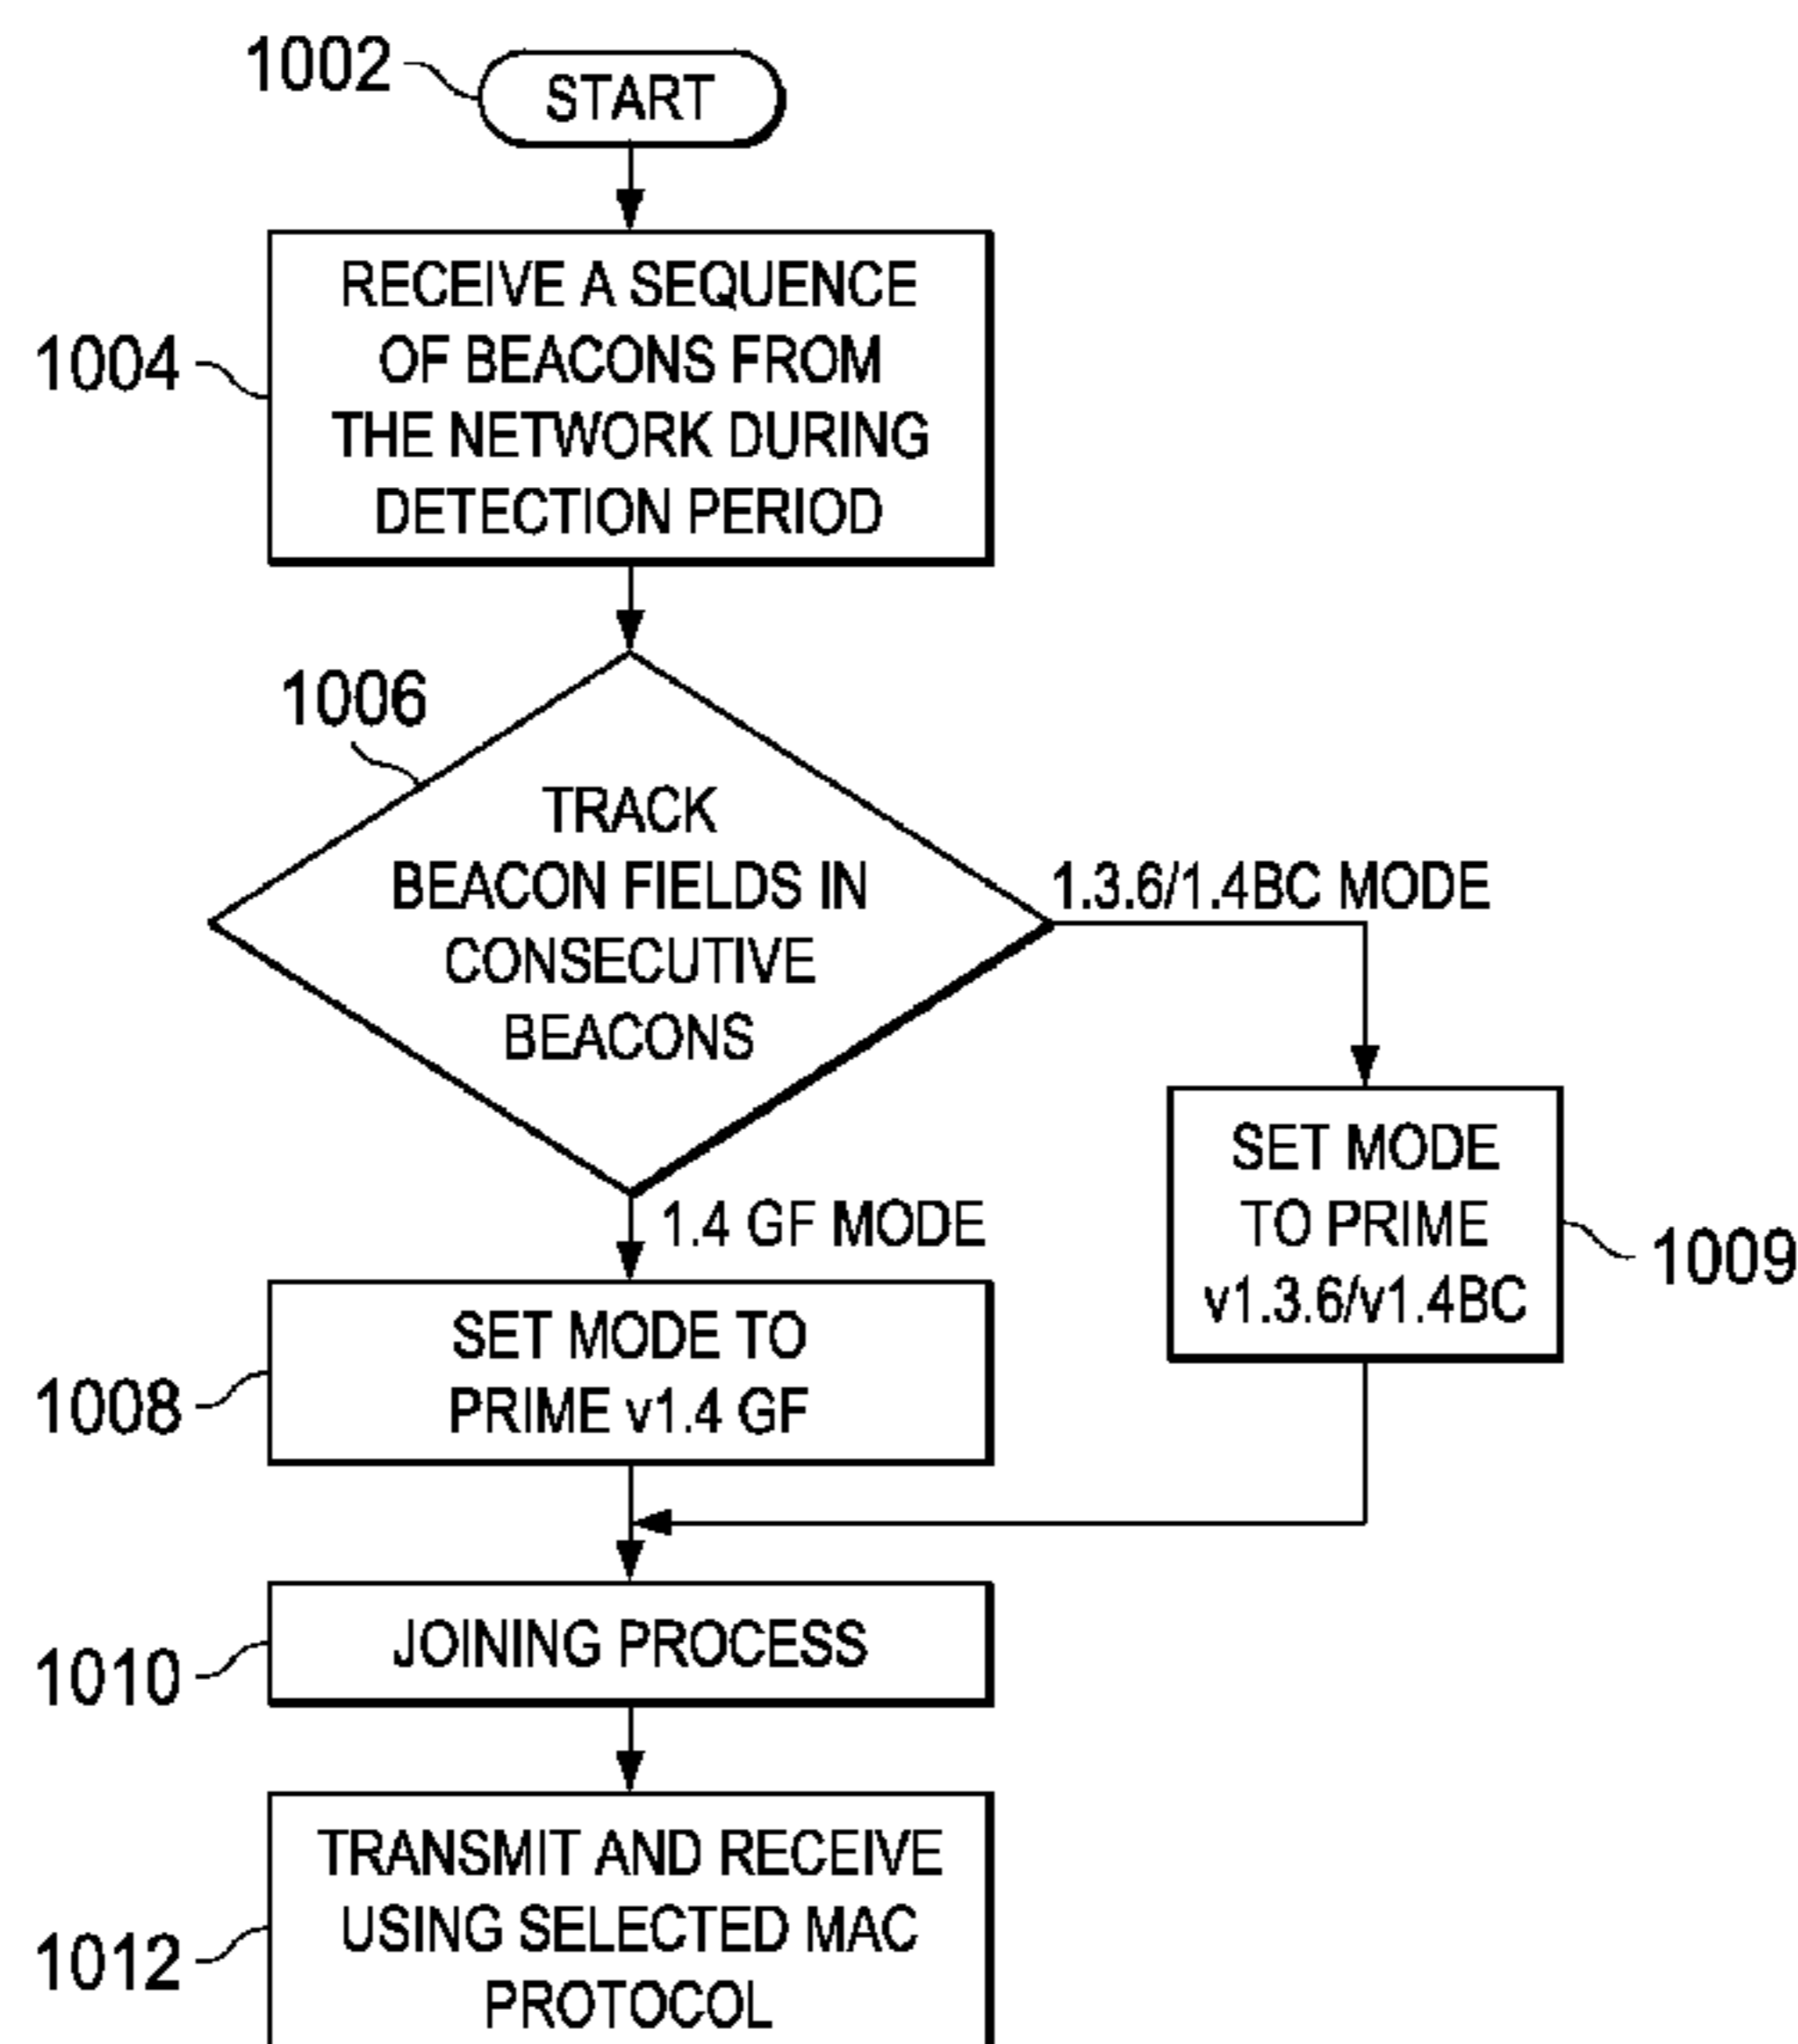 1002
START
1004
RECEIVE A SEQUENCE
OF BEACONS FROM
THE NETWORK DURING
DETECTION PERIOD
1006
TRACK
BEACON FIELDS IN
CONSECUTIVE
BEACONS
1.3.6/1.4BC MODE
1.4 GF MODE
SET MODE
TO PRIME
v1.3.6/v1.4BC
1009
1008
SET MODE TO
PRIME v1.4 GF
1010
JOINING PROCESS
1012
TRANSMIT AND RECEIVE
USING SELECTED MAC
PROTOCOL